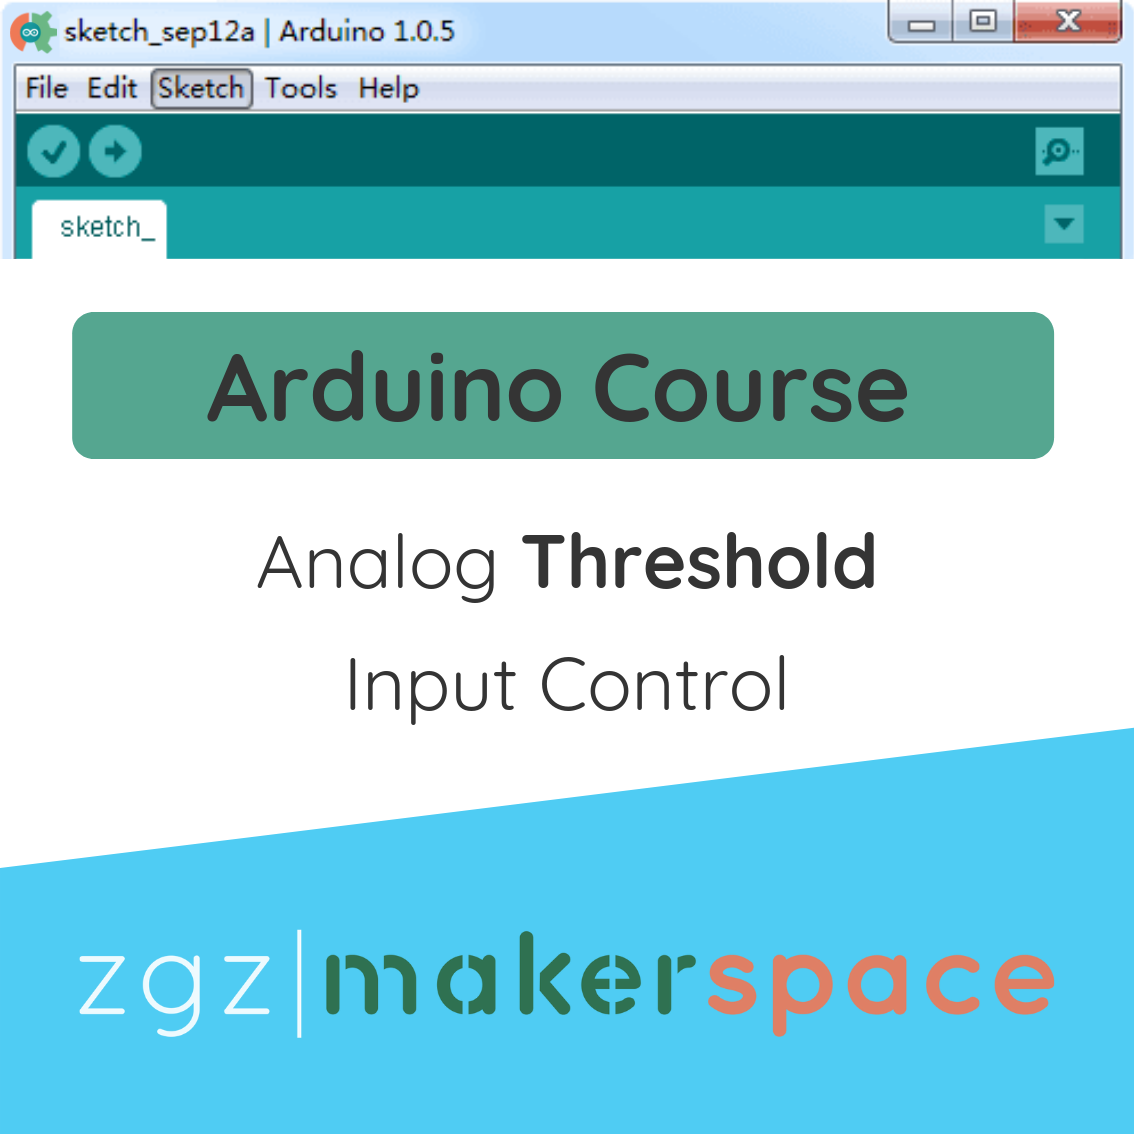 sketch_sep12a | Arduino 1.0.5
File Edit Sketch Tools Help
sketch_
Arduino Course
Analog Threshold
Input Control
zgz|makerspace